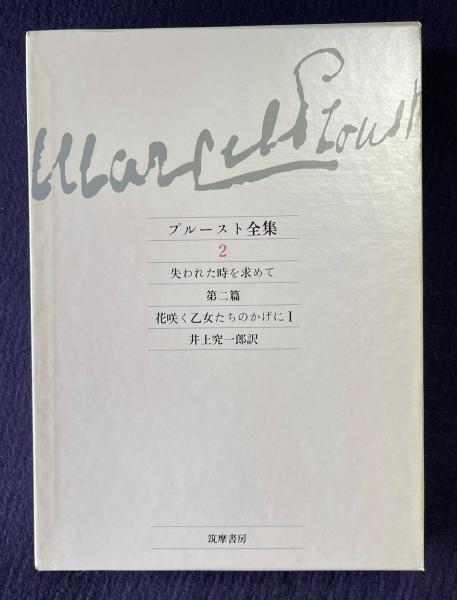 Marcel Proust
プルースト全集
2
失われた時を求めて
第二篇
花咲く乙女たちのかげにⅠ
井上究一郎訳
筑摩書房